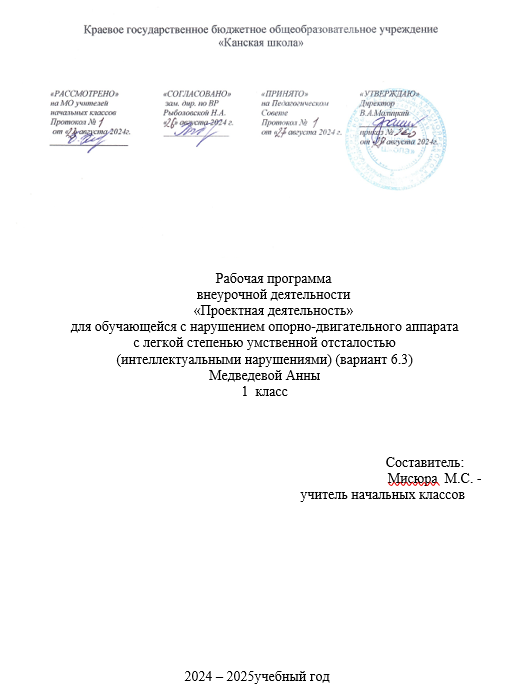 Краевое государственное бюджетное общеобразовательное учреждение
«Канская школа»
«РАССМОТРЕНО»
на МО учителей
начальных классов
Протокол № 1
от «21» августа 2024г.
«СОГЛАСОВАНО»
зам. дир. по ВР
Рыболовской Н.А.
«26» августа 2024 г.
«ПРИНЯТО»
на Педагогическом
Совете
Протокол № 1
от «27» августа 2024 г.
«УТВЕРЖДАЮ»
Директор
В.А.Малицкий
приказ №
от августа 2024г.
Рабочая программа
внеурочной деятельности
«Проектная деятельность»
для обучающейся с нарушением опорно-двигательного аппарата
с легкой степенью умственной отсталостью
(интеллектуальными нарушениями) (вариант 6.3)
Медведевой Анны
1 класс
Составитель:
Мисюра М.С. -
учитель начальных классов
2024 – 2025учебный год